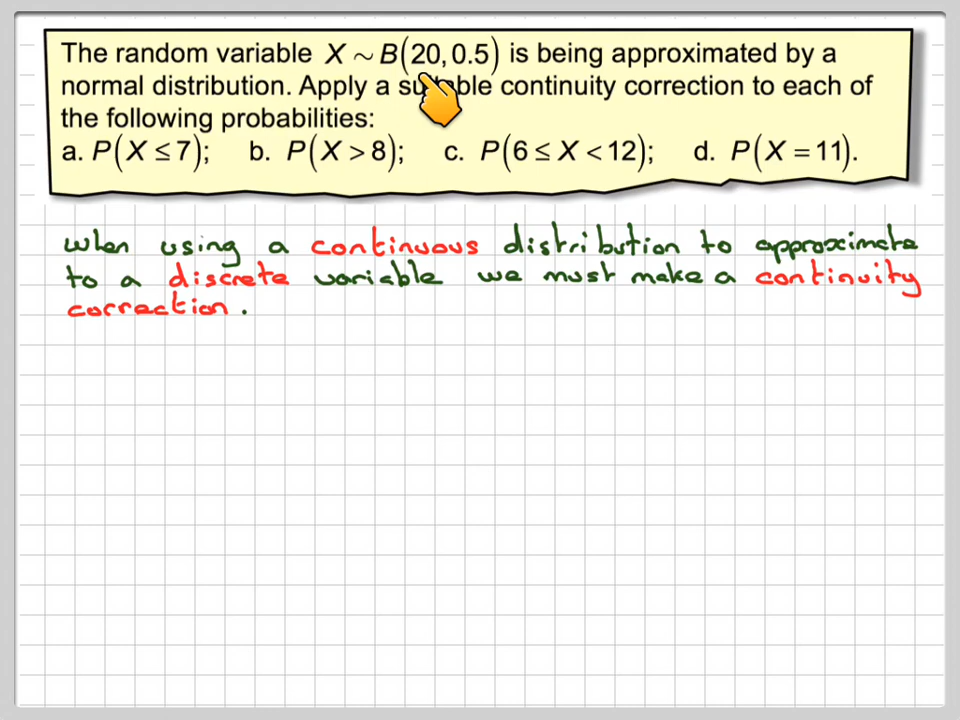 The random variable X ~ B(20, 0.5) is being approximated by a
normal distribution. Apply a suitable continuity correction to each of
the following probabilities:
a. P(X ≤ 7); b. P(X > 8); c. P(6 ≤ X < 12); d. P(X = 11).
when using a continuous distribution to approximate
to a discrete variable we must make a continuity
correction.